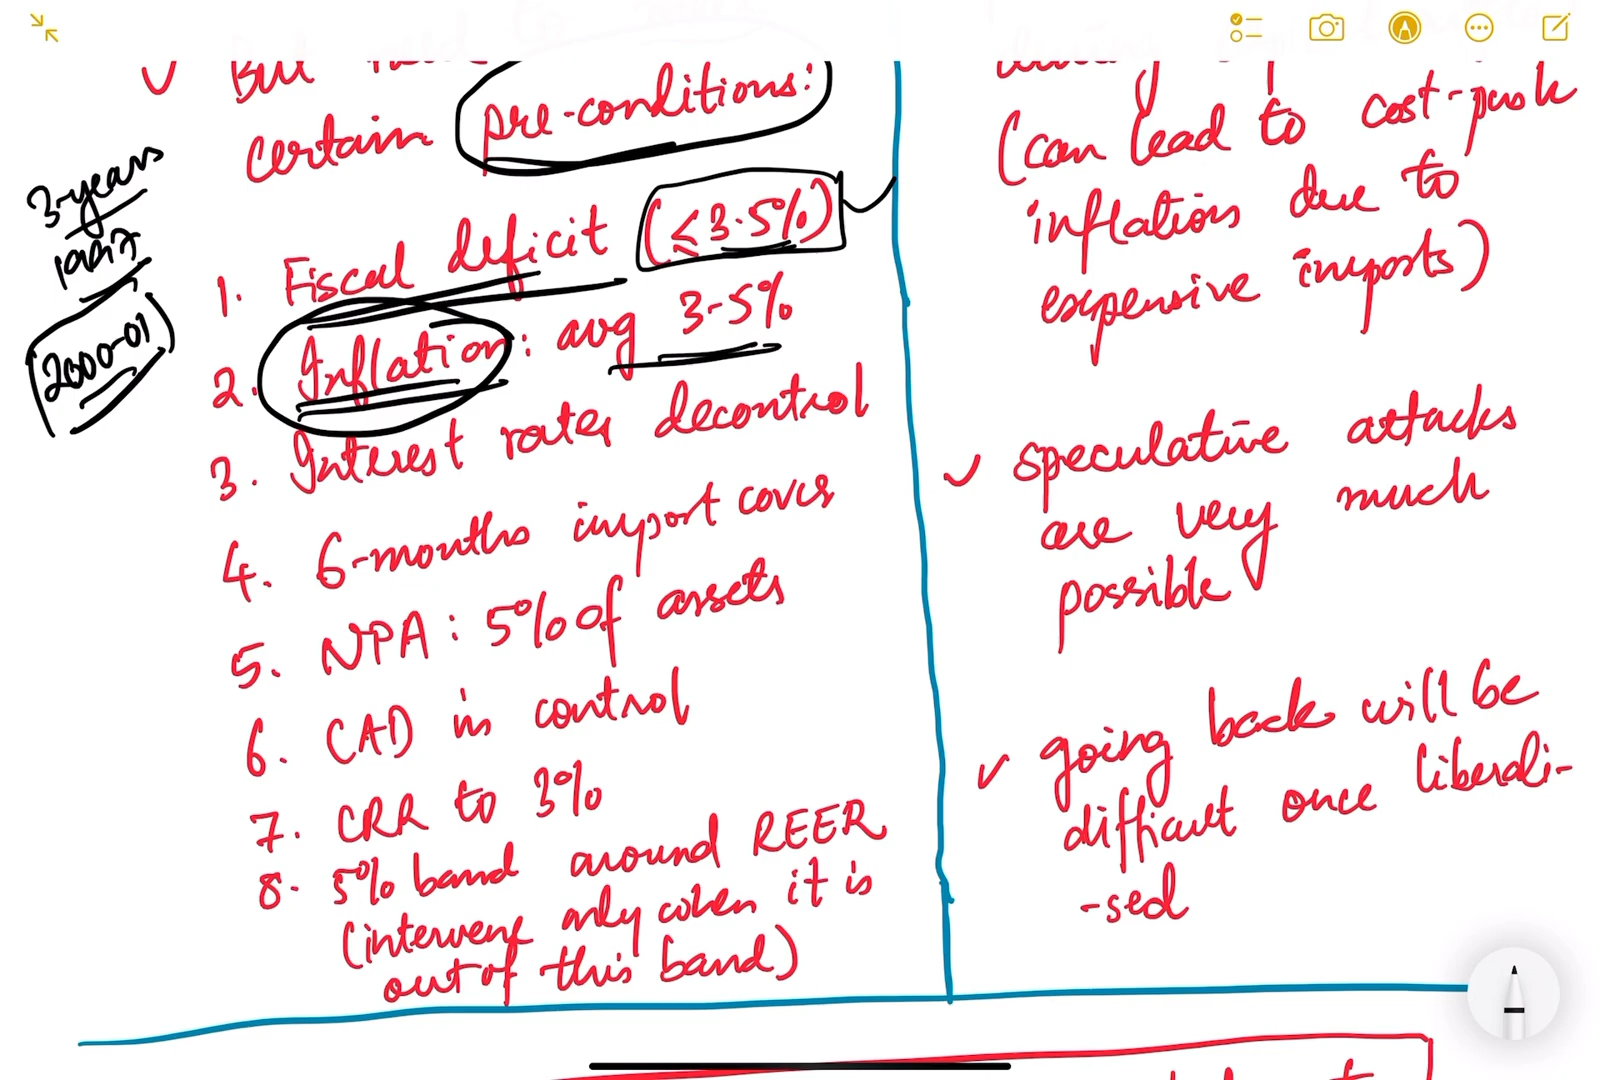 But
certain pre-conditions:
3-years
1997
2000-01
1. Fiscal deficit (≤3.5%)
2. Inflation: avg 3-5%
3. Interest rates decontrol
4. 6-months import cover
5. NPA: 5% of assets
6. CAD in control
7. CRR to 3%
8. 5% band around REER
(intervene only when it is
out of this band)
(can lead to cost-push
inflations due to
expensive imports)
speculative attacks
are very much
possible
going back will be
difficult once liberali-
-sed